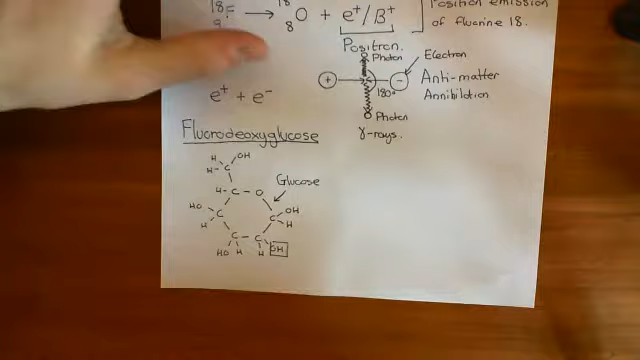 18
9 F → 18
8 O + e⁺/β⁺
Positron emission
of fluorine 18.
Positron.
Photon
Electron
+
−
180°
Anti-matter
Annihilation
e⁺ + e⁻
Photon
γ-rays.
Fluorodeoxyglucose
H OH
H - C
H - C - O
Glucose
HO
C
H
C
OH
H
C - C
HO H H OH